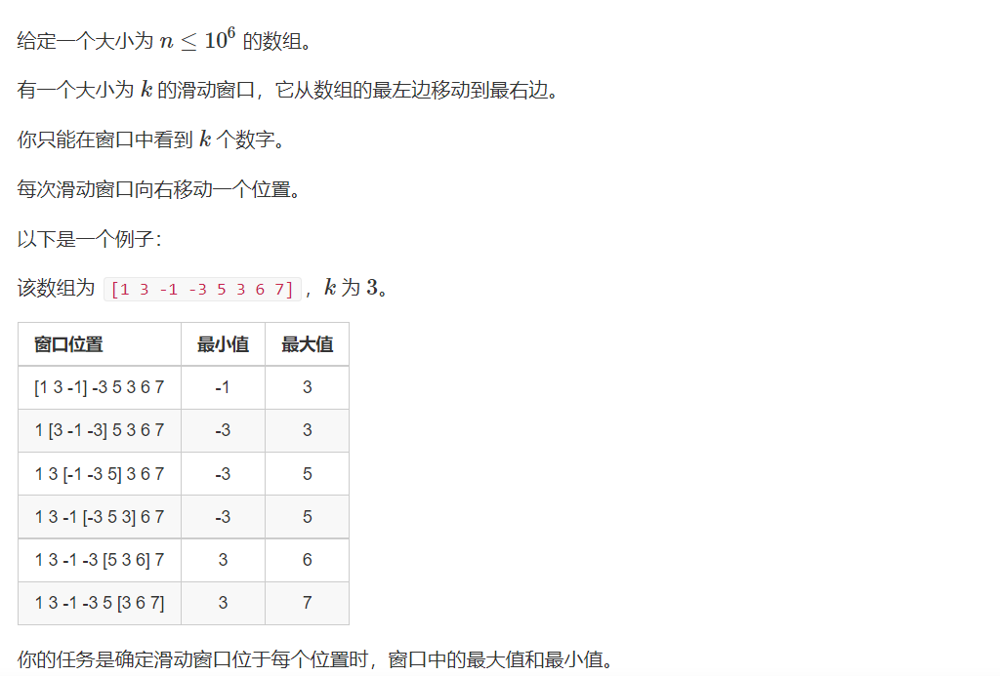 给定一个大小为 n ≤ 10⁶ 的数组。
有一个大小为 k 的滑动窗口，它从数组的最左边移动到最右边。
你只能在窗口中看到 k 个数字。
每次滑动窗口向右移动一个位置。
以下是一个例子：
该数组为 [1 3 -1 -3 5 3 6 7]，k 为 3。
窗口位置 最小值 最大值
[1 3 -1] -3 5 3 6 7 -1 3
1 [3 -1 -3] 5 3 6 7 -3 3
1 3 [-1 -3 5] 3 6 7 -3 5
1 3 -1 [-3 5 3] 6 7 -3 5
1 3 -1 -3 [5 3 6] 7 3 6
1 3 -1 -3 5 [3 6 7] 3 7
你的任务是确定滑动窗口位于每个位置时，窗口中的最大值和最小值。